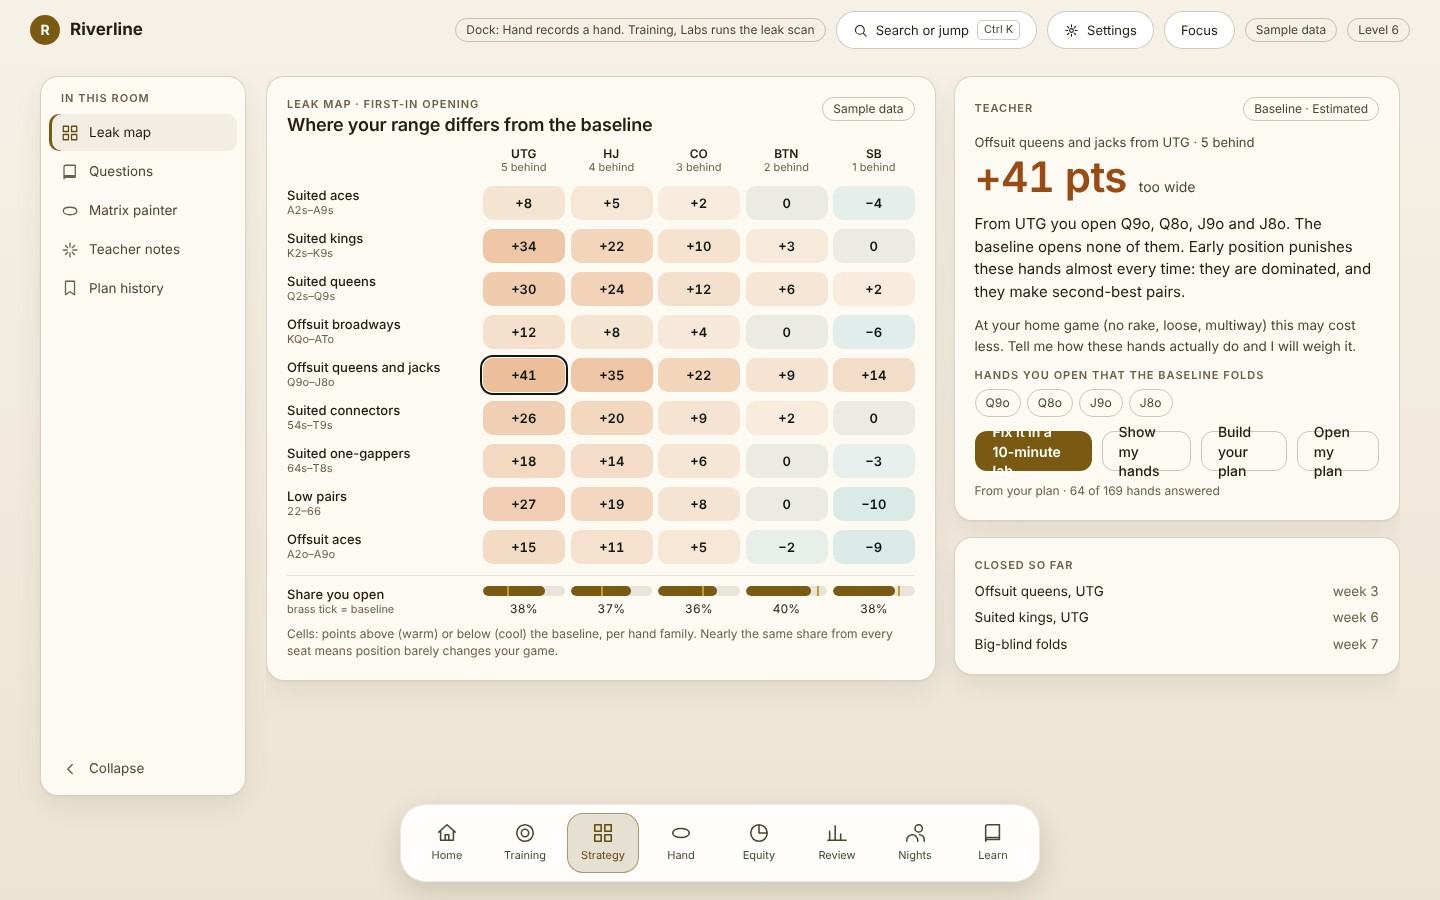 R Riverline
Dock: Hand records a hand. Training, Labs runs the leak scan
Search or jump Ctrl K
Settings
Focus
Sample data
Level 6
IN THIS ROOM
Leak map
Questions
Matrix painter
Teacher notes
Plan history
Collapse
LEAK MAP · FIRST-IN OPENING
Where your range differs from the baseline
Sample data
UTG HJ CO BTN SB
5 behind 4 behind 3 behind 2 behind 1 behind
Suited aces
A2s–A9s
+8 +5 +2 0 −4
Suited kings
K2s–K9s
+34 +22 +10 +3 0
Suited queens
Q2s–Q9s
+30 +24 +12 +6 +2
Offsuit broadways
KQo–ATo
+12 +8 +4 0 −6
Offsuit queens and jacks
Q9o–J8o
+41 +35 +22 +9 +14
Suited connectors
54s–T9s
+26 +20 +9 +2 0
Suited one-gappers
64s–T8s
+18 +14 +6 0 −3
Low pairs
22–66
+27 +19 +8 0 −10
Offsuit aces
A2o–A9o
+15 +11 +5 −2 −9
Share you open
brass tick = baseline
38% 37% 36% 40% 38%
Cells: points above (warm) or below (cool) the baseline, per hand family. Nearly the same share from every
seat means position barely changes your game.
TEACHER
Baseline · Estimated
Offsuit queens and jacks from UTG · 5 behind
+41 pts too wide
From UTG you open Q9o, Q8o, J9o and J8o. The
baseline opens none of them. Early position punishes
these hands almost every time: they are dominated, and
they make second-best pairs.
At your home game (no rake, loose, multiway) this may cost
less. Tell me how these hands actually do and I will weigh it.
HANDS YOU OPEN THAT THE BASELINE FOLDS
Q9o Q8o J9o J8o
Fix it in a
10-minute
lab
Show
my
hands
Build
your
plan
Open
my
plan
From your plan · 64 of 169 hands answered
CLOSED SO FAR
Offsuit queens, UTG week 3
Suited kings, UTG week 6
Big-blind folds week 7
Home
Training
Strategy
Hand
Equity
Review
Nights
Learn